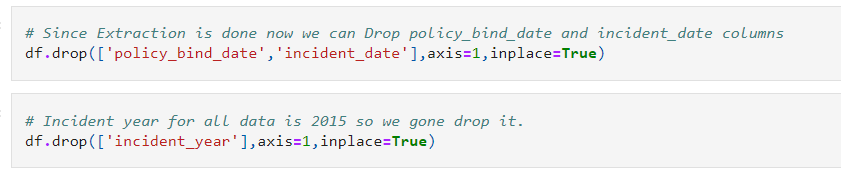 # Since Extraction is done now we can Drop policy_bind_date and incident_date columns
df.drop(['policy_bind_date','incident_date'],axis=1,inplace=True)
# Incident year for all data is 2015 so we gone drop it.
df.drop(['incident_year'],axis=1,inplace=True)